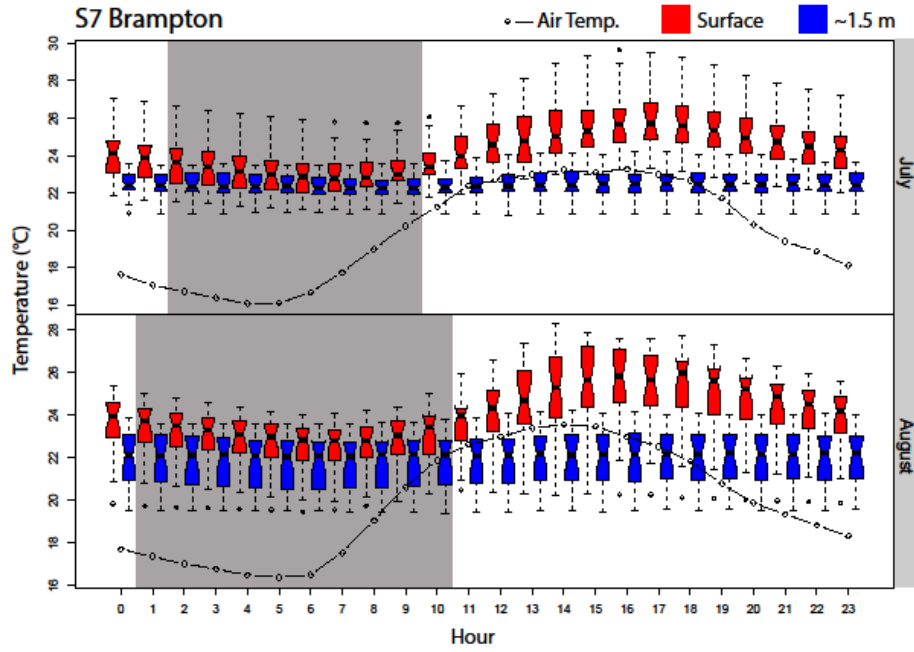 S7 Brampton
Air Temp. Surface ~1.5 m
Temperature (°C)
30
28
26
24
22
20
18
16
July
28
26
24
22
20
18
16
August
0 1 2 3 4 5 6 7 8 9 10 11 12 13 14 15 16 17 18 19 20 21 22 23
Hour